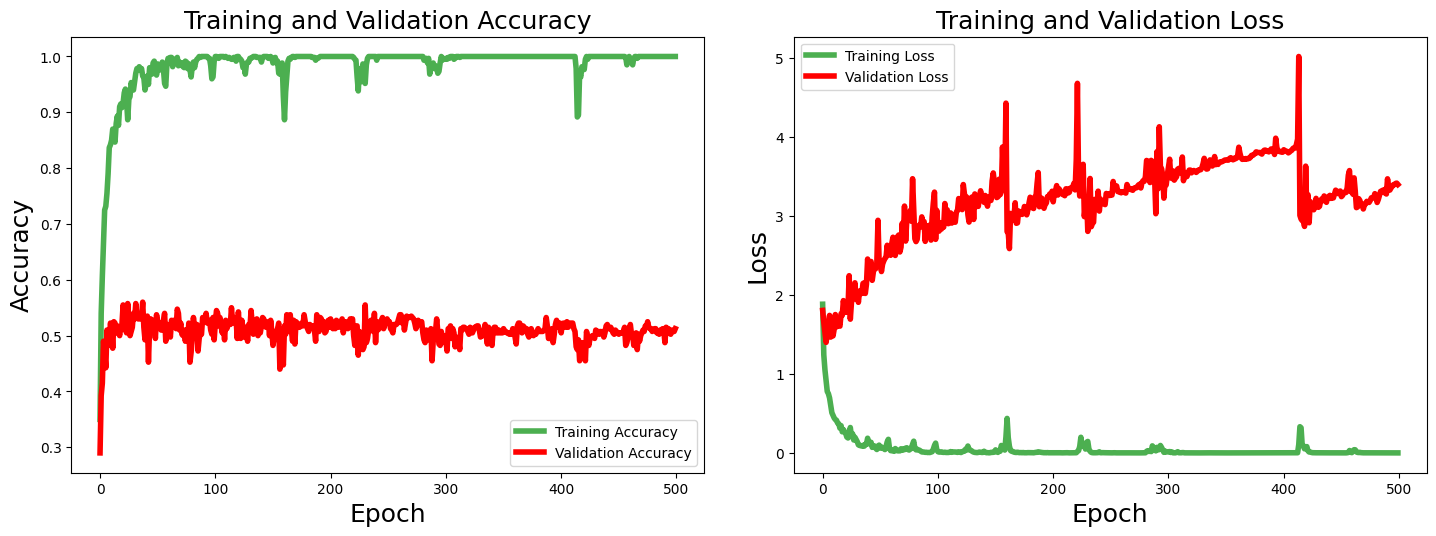 Training and Validation Accuracy
Accuracy
1.0
0.9
0.8
0.7
0.6
0.5
0.4
0.3
Training Accuracy
Validation Accuracy
0 100 200 300 400 500
Epoch
Training and Validation Loss
Training Loss
Validation Loss
Loss
5
4
3
2
1
0
0 100 200 300 400 500
Epoch